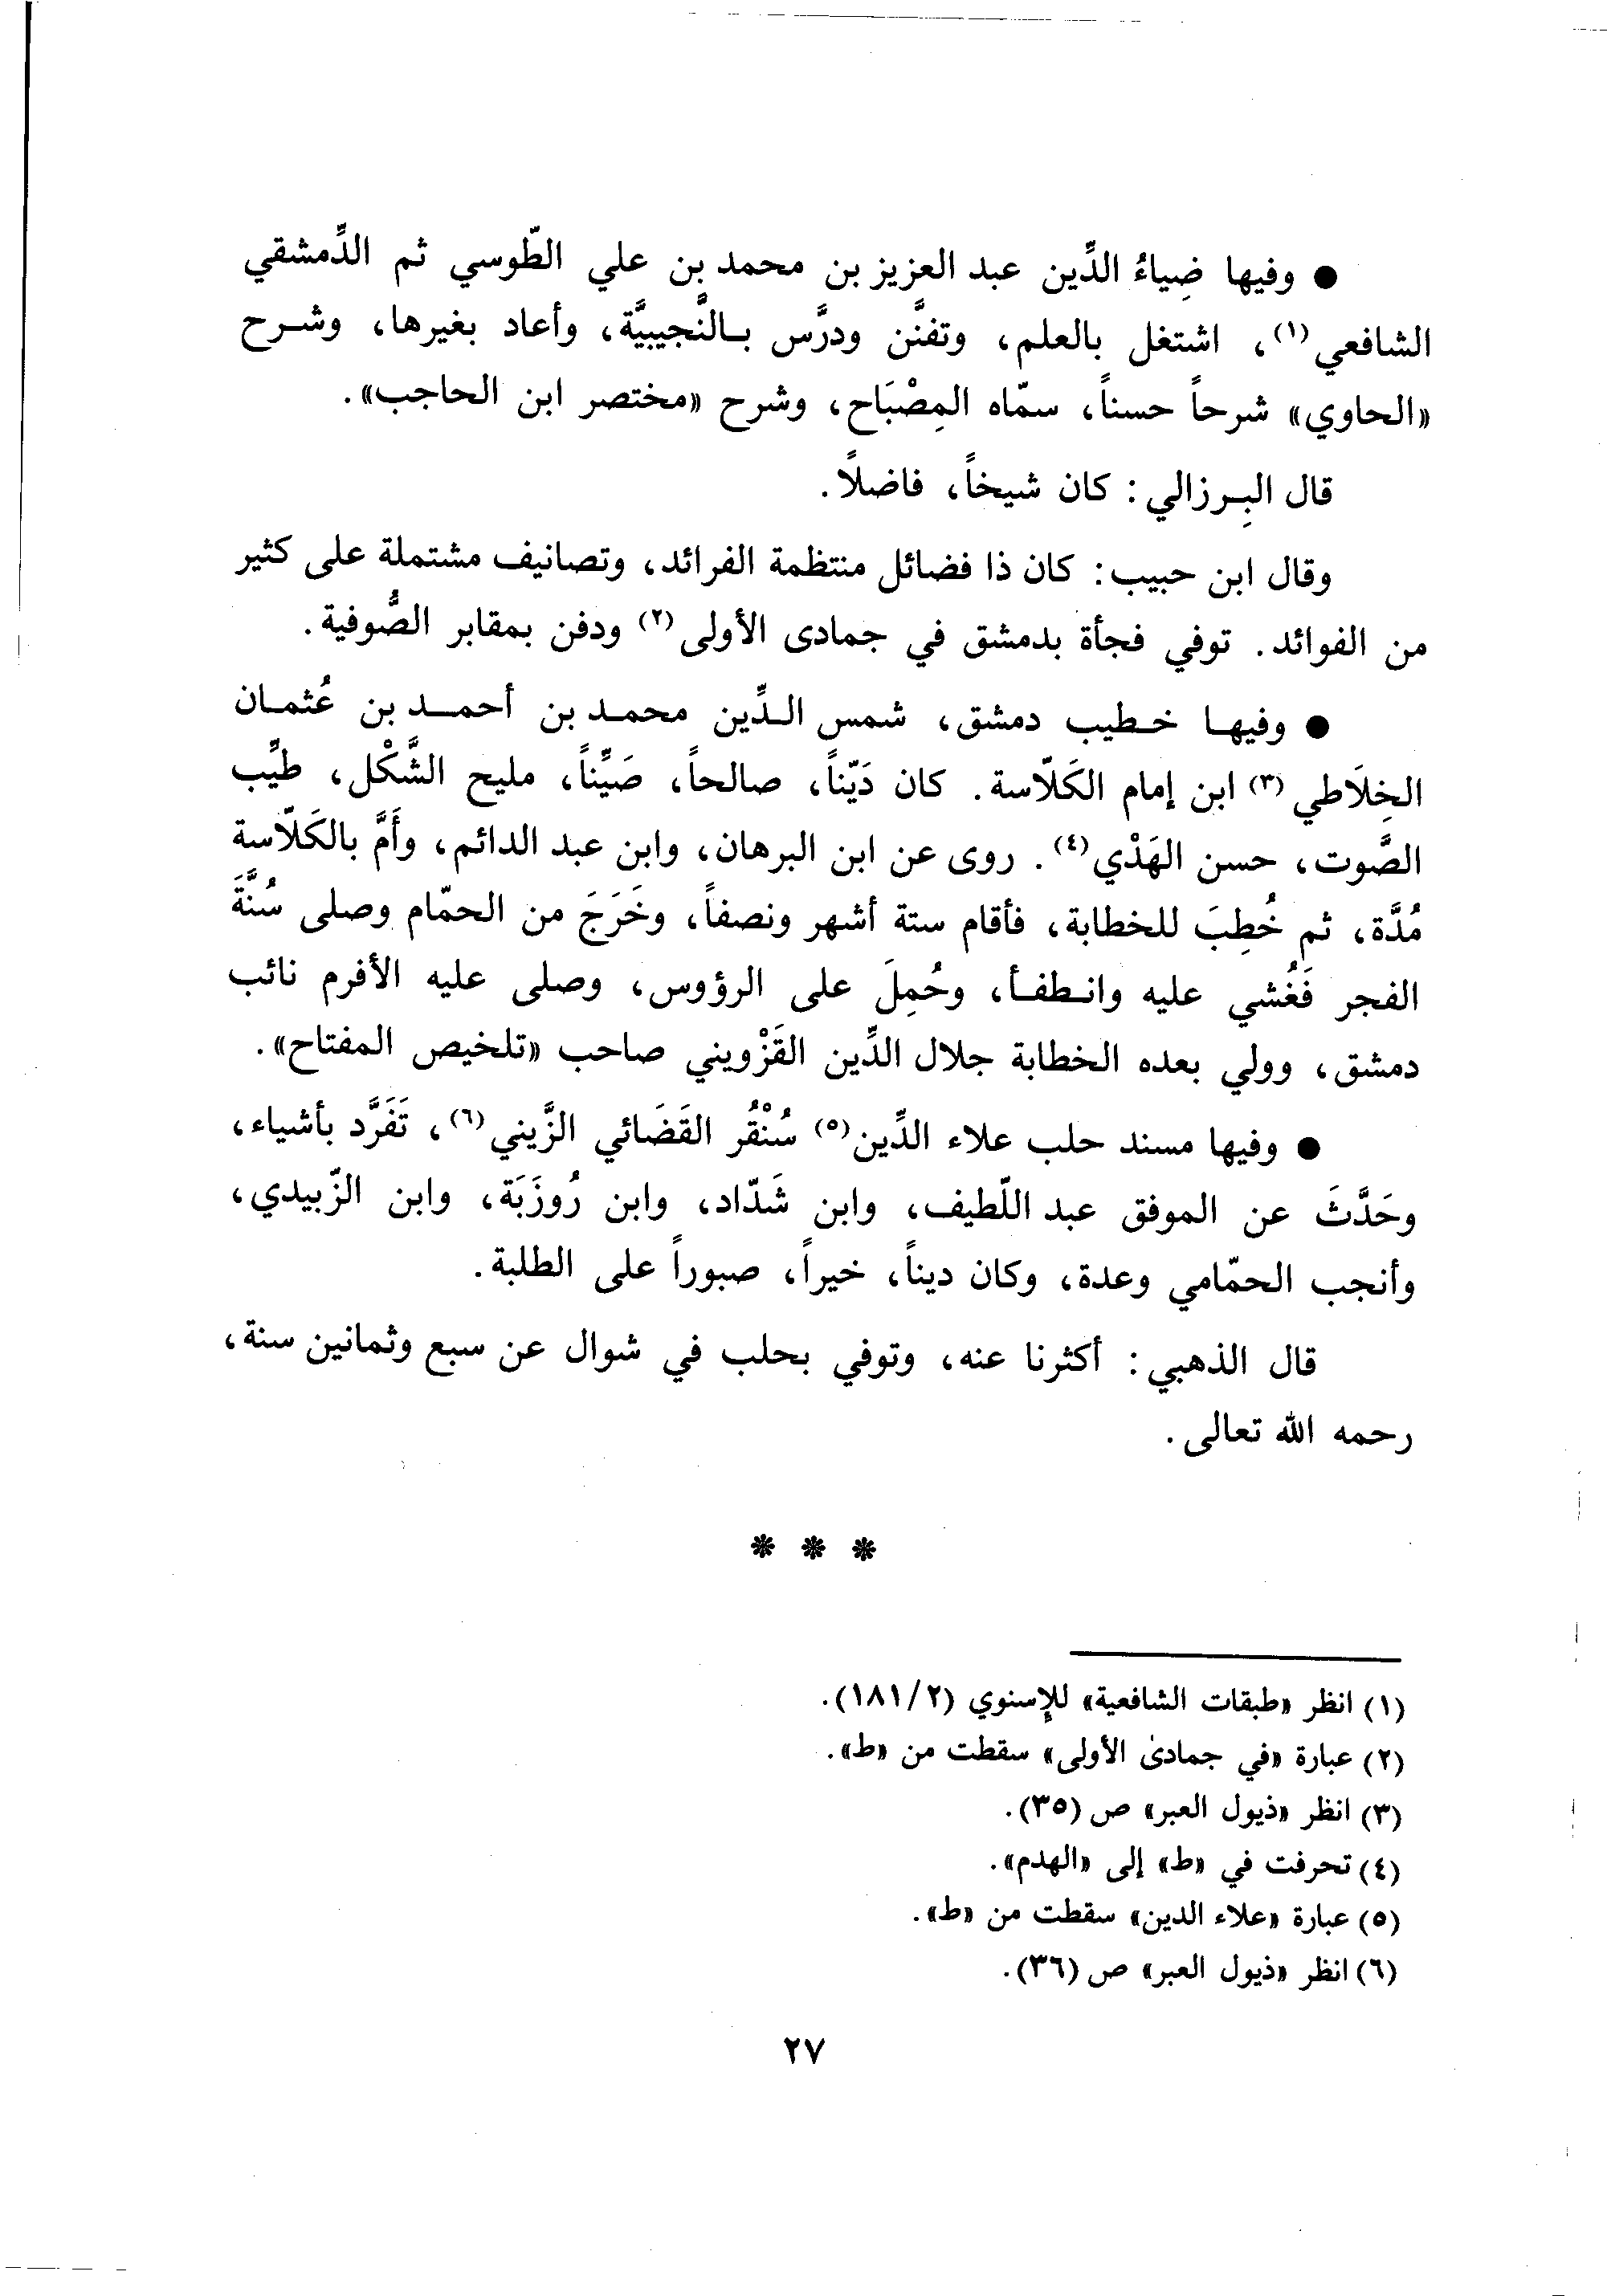 ● وفيها ضِياءُ الدِّين عبد العزيز بن محمد بن علي الطّوسي ثم الدِّمشقي
الشافعي(١)، اشتغل بالعلم، وتفنَّن ودرَّس بالنَّجيبيَّة، وأعاد بغيرها، وشرح
«الحاوي» شرحاً حسناً، سمّاه المِصْبَاح، وشرح «مختصر ابن الحاجب».
قال البِرزالي: كان شيخاً، فاضلاً.
وقال ابن حبيب: كان ذا فضائل منتظمة الفرائد، وتصانيف مشتملة على كثير
من الفوائد. توفي فجأة بدمشق في جمادى الأولى(٢) ودفن بمقابر الصُّوفية.
● وفيها خطيب دمشق، شمس الدِّين محمد بن أحمد بن عُثمان
الخِلَاطي(٣) ابن إمام الكَلّاسة. كان دَيّناً، صالحاً، صَيِّناً، مليح الشَّكْل، طيِّب
الصَّوت، حسن الهَدْي(٤). روى عن ابن البرهان، وابن عبد الدائم، وأَمَّ بالكَلّاسة
مُدَّة، ثم خُطِبَ للخطابة، فأقام ستة أشهر ونصفاً، وخَرَجَ من الحمّام وصلى سُنَّةَ
الفجر فَغُشي عليه وانطفأ، وحُمِلَ على الرؤوس، وصلى عليه الأفرم نائب
دمشق، وولي بعده الخطابة جلال الدِّين القَزْويني صاحب «تلخيص المفتاح».
● وفيها مسند حلب علاء الدِّين(٥) سُنْقُر القَضَائي الزَّيني(٦)، تَفَرَّد بأشياء،
وحَدَّثَ عن الموفق عبد اللّطيف، وابن شَدّاد، وابن رُوزَبَة، وابن الزّبيدي،
وأنجب الحمّامي وعدة، وكان ديناً، خيراً، صبوراً على الطلبة.
قال الذهبي: أكثرنا عنه، وتوفي بحلب في شوال عن سبع وثمانين سنة،
رحمه الله تعالى.
* * *
(١) انظر «طبقات الشافعية» للإسنوي (١٨١/٢).
(٢) عبارة «في جمادى الأولى» سقطت من «ط».
(٣) انظر «ذيول العبر» ص (٣٥).
(٤) تحرفت في «ط» إلى «الهدم».
(٥) عبارة «علاء الدين» سقطت من «ط».
(٦) انظر «ذيول العبر» ص (٣٦).
٢٧